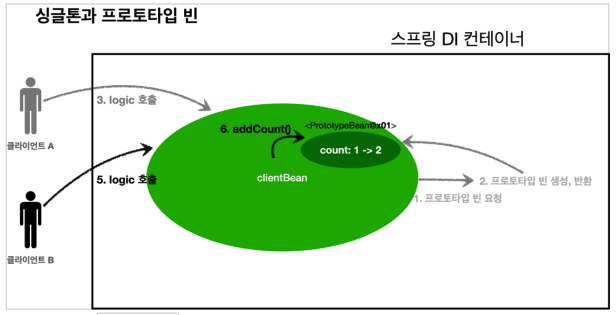 싱글톤과 프로토타입 빈
스프링 DI 컨테이너
3. logic 호출
클라이언트 A
6. addCount()
<PrototypeBean@x01>
count: 1 -> 2
5. logic 호출
clientBean
2. 프로토타입 빈 생성, 반환
1. 프로토타입 빈 요청
클라이언트 B